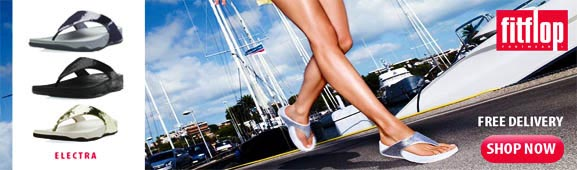 ELECTRA
fitflop
FOOTWEAR
FREE DELIVERY
SHOP NOW